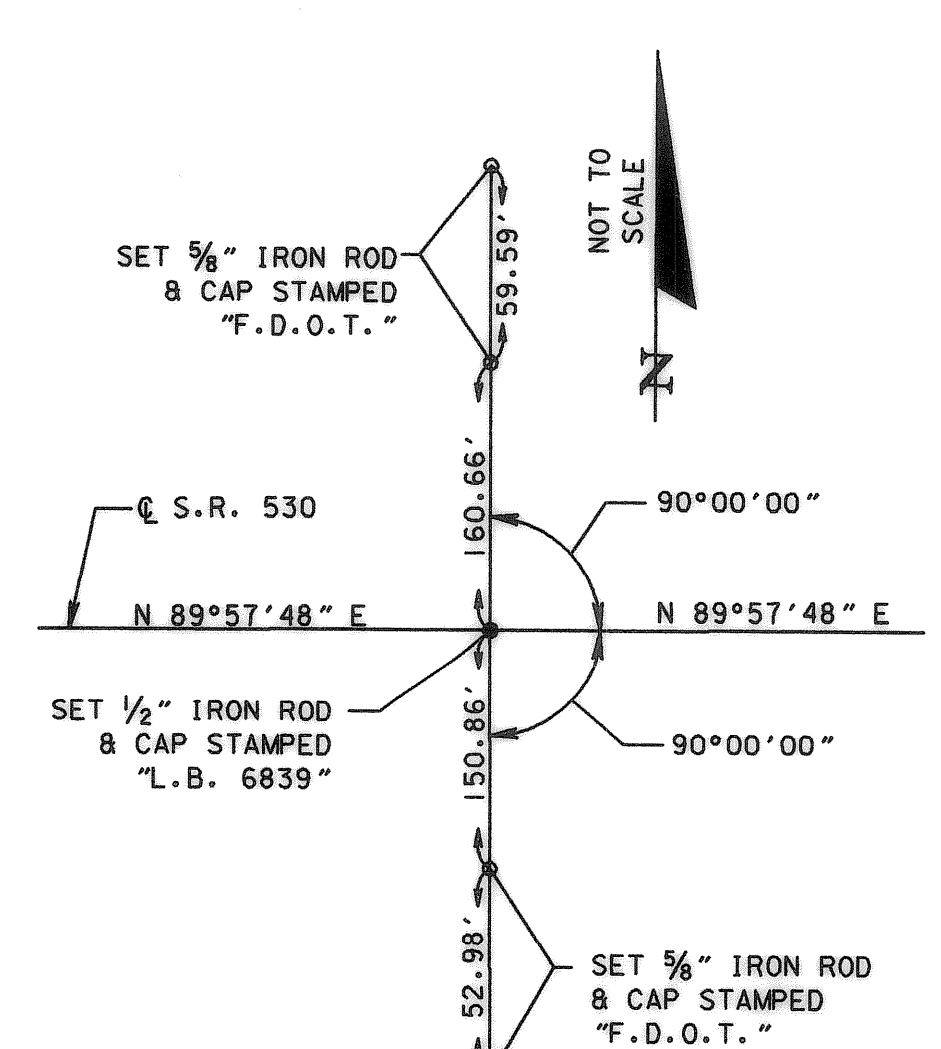 NOT TO
SCALE
N
SET 5/8" IRON ROD
& CAP STAMPED
"F.D.O.T."
59.59'
160.66'
℄ S.R. 530
90°00'00"
N 89°57'48" E
N 89°57'48" E
SET 1/2" IRON ROD
& CAP STAMPED
"L.B. 6839"
150.86'
90°00'00"
52.98'
SET 5/8" IRON ROD
& CAP STAMPED
"F.D.O.T."